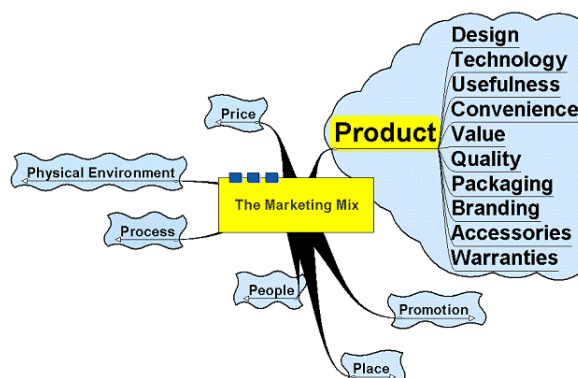 Design
Technology
Usefulness
Convenience
Value
Quality
Packaging
Branding
Accessories
Warranties
Product
Price
Physical Environment
The Marketing Mix
Process
People
Promotion
Place